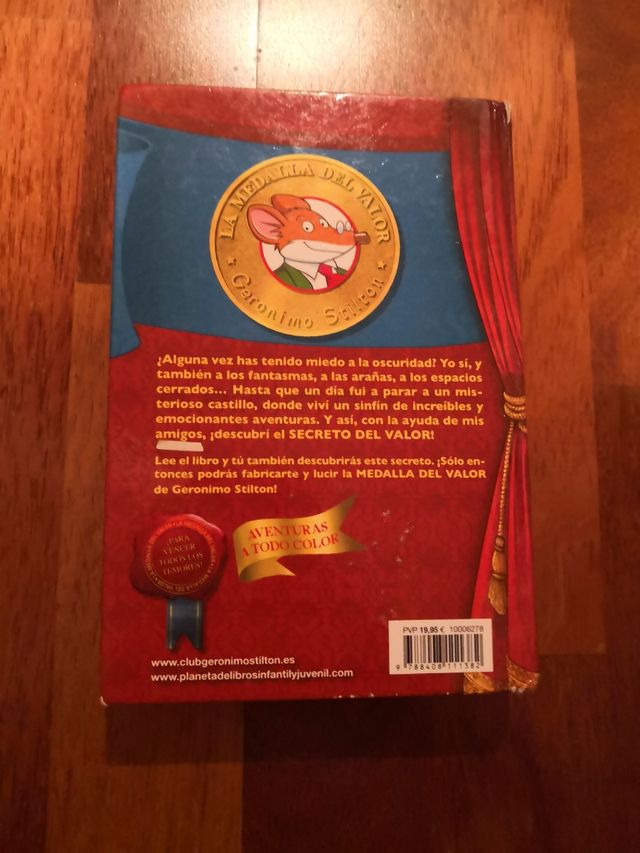 LA MEDALLA DEL VALOR
Geronimo Stilton
¿Alguna vez has tenido miedo a la oscuridad? Yo sí, y
también a los fantasmas, a las arañas, a los espacios
cerrados... Hasta que un día fui a parar a un mis-
terioso castillo, donde viví un sinfín de increíbles y
emocionantes aventuras. Y así, con la ayuda de mis
amigos, ¡descubrí el SECRETO DEL VALOR!
Lee el libro y tú también descubrirás este secreto. ¡Sólo en-
tonces podrás fabricarte y lucir la MEDALLA DEL VALOR
de Geronimo Stilton!
LA MEDALLA DEL VALOR
¡PARA
VENCER
TODOS LOS
TEMORES!
AVENTURAS
A TODO COLOR
PVP 19,95 € 10006278
9 788408 111382
www.clubgeronimostilton.es
www.planetadelibrosinfantilyjuvenil.com